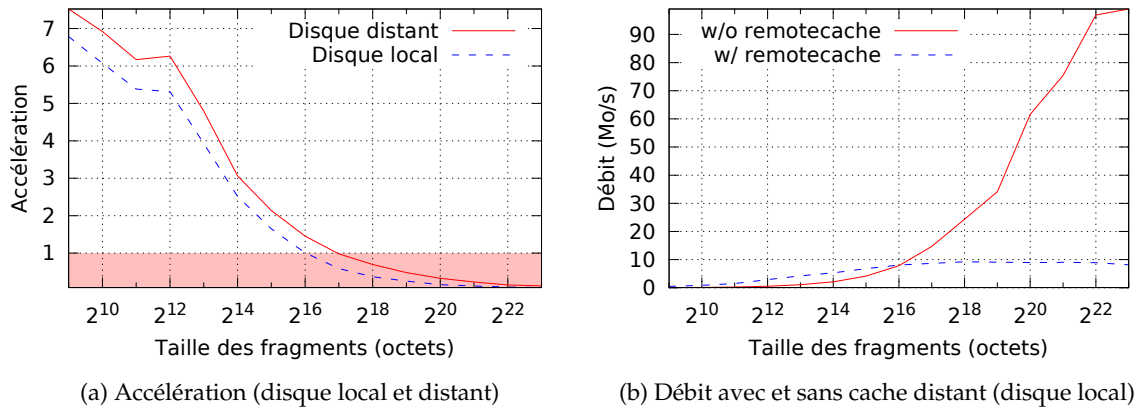 7
6
5
4
3
2
1
Accélération
Disque distant
Disque local
2^10 2^12 2^14 2^16 2^18 2^20 2^22
Taille des fragments (octets)
(a) Accélération (disque local et distant)
90
80
70
60
50
40
30
20
10
0
Débit (Mo/s)
w/o remotecache
w/ remotecache
2^10 2^12 2^14 2^16 2^18 2^20 2^22
Taille des fragments (octets)
(b) Débit avec et sans cache distant (disque local)